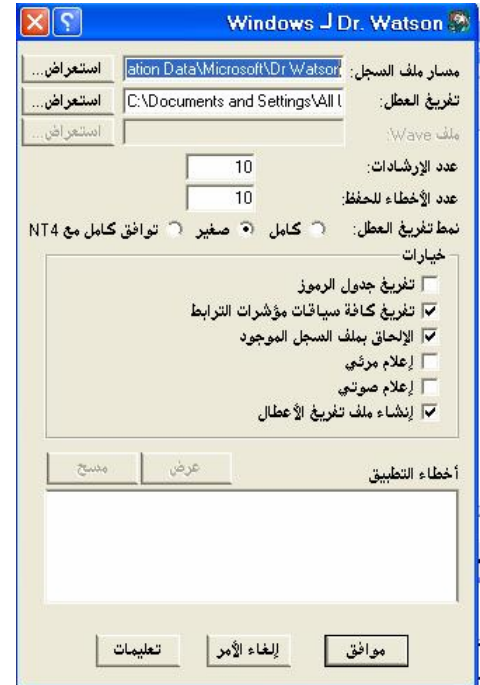 Dr. Watson لـ Windows
مسار ملف السجل: ation Data\Microsoft\Dr Watson استعراض...
تفريغ العطل: C:\Documents and Settings\All U استعراض...
ملف Wave: استعراض...
عدد الإرشادات: 10
عدد الأخطاء للحفظ: 10
نمط تفريغ العطل: كامل صغير توافق كامل مع NT4
خيارات
تفريغ جدول الرموز
تفريغ كافة سياقات مؤشرات الترابط
الإلحاق بملف السجل الموجود
إعلام مرئي
إعلام صوتي
إنشاء ملف تفريغ الأعطال
أخطاء التطبيق عرض مسح
موافق إلغاء الأمر تعليمات